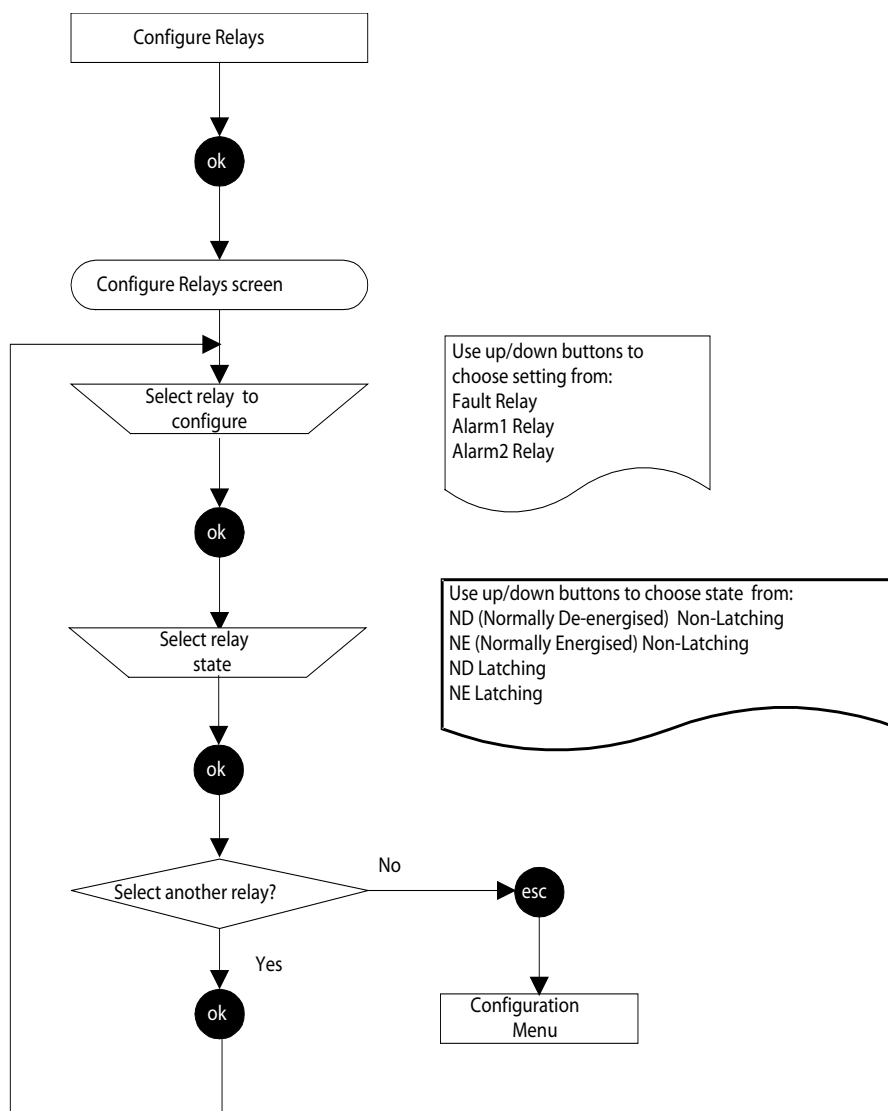 Configure Relays
ok
Configure Relays screen
Select relay to
configure
Use up/down buttons to
choose setting from:
Fault Relay
Alarm1 Relay
Alarm2 Relay
ok
Select relay
state
Use up/down buttons to choose state from:
ND (Normally De-energised) Non-Latching
NE (Normally Energised) Non-Latching
ND Latching
NE Latching
ok
Select another relay?
No
esc
Yes
ok
Configuration
Menu